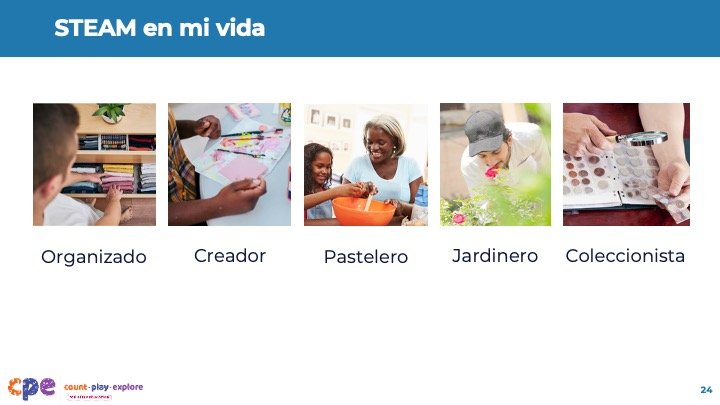 STEAM en mi vida
Organizado
Creador
Pastelero
Jardinero
Coleccionista
cpe
count·play·explore
24